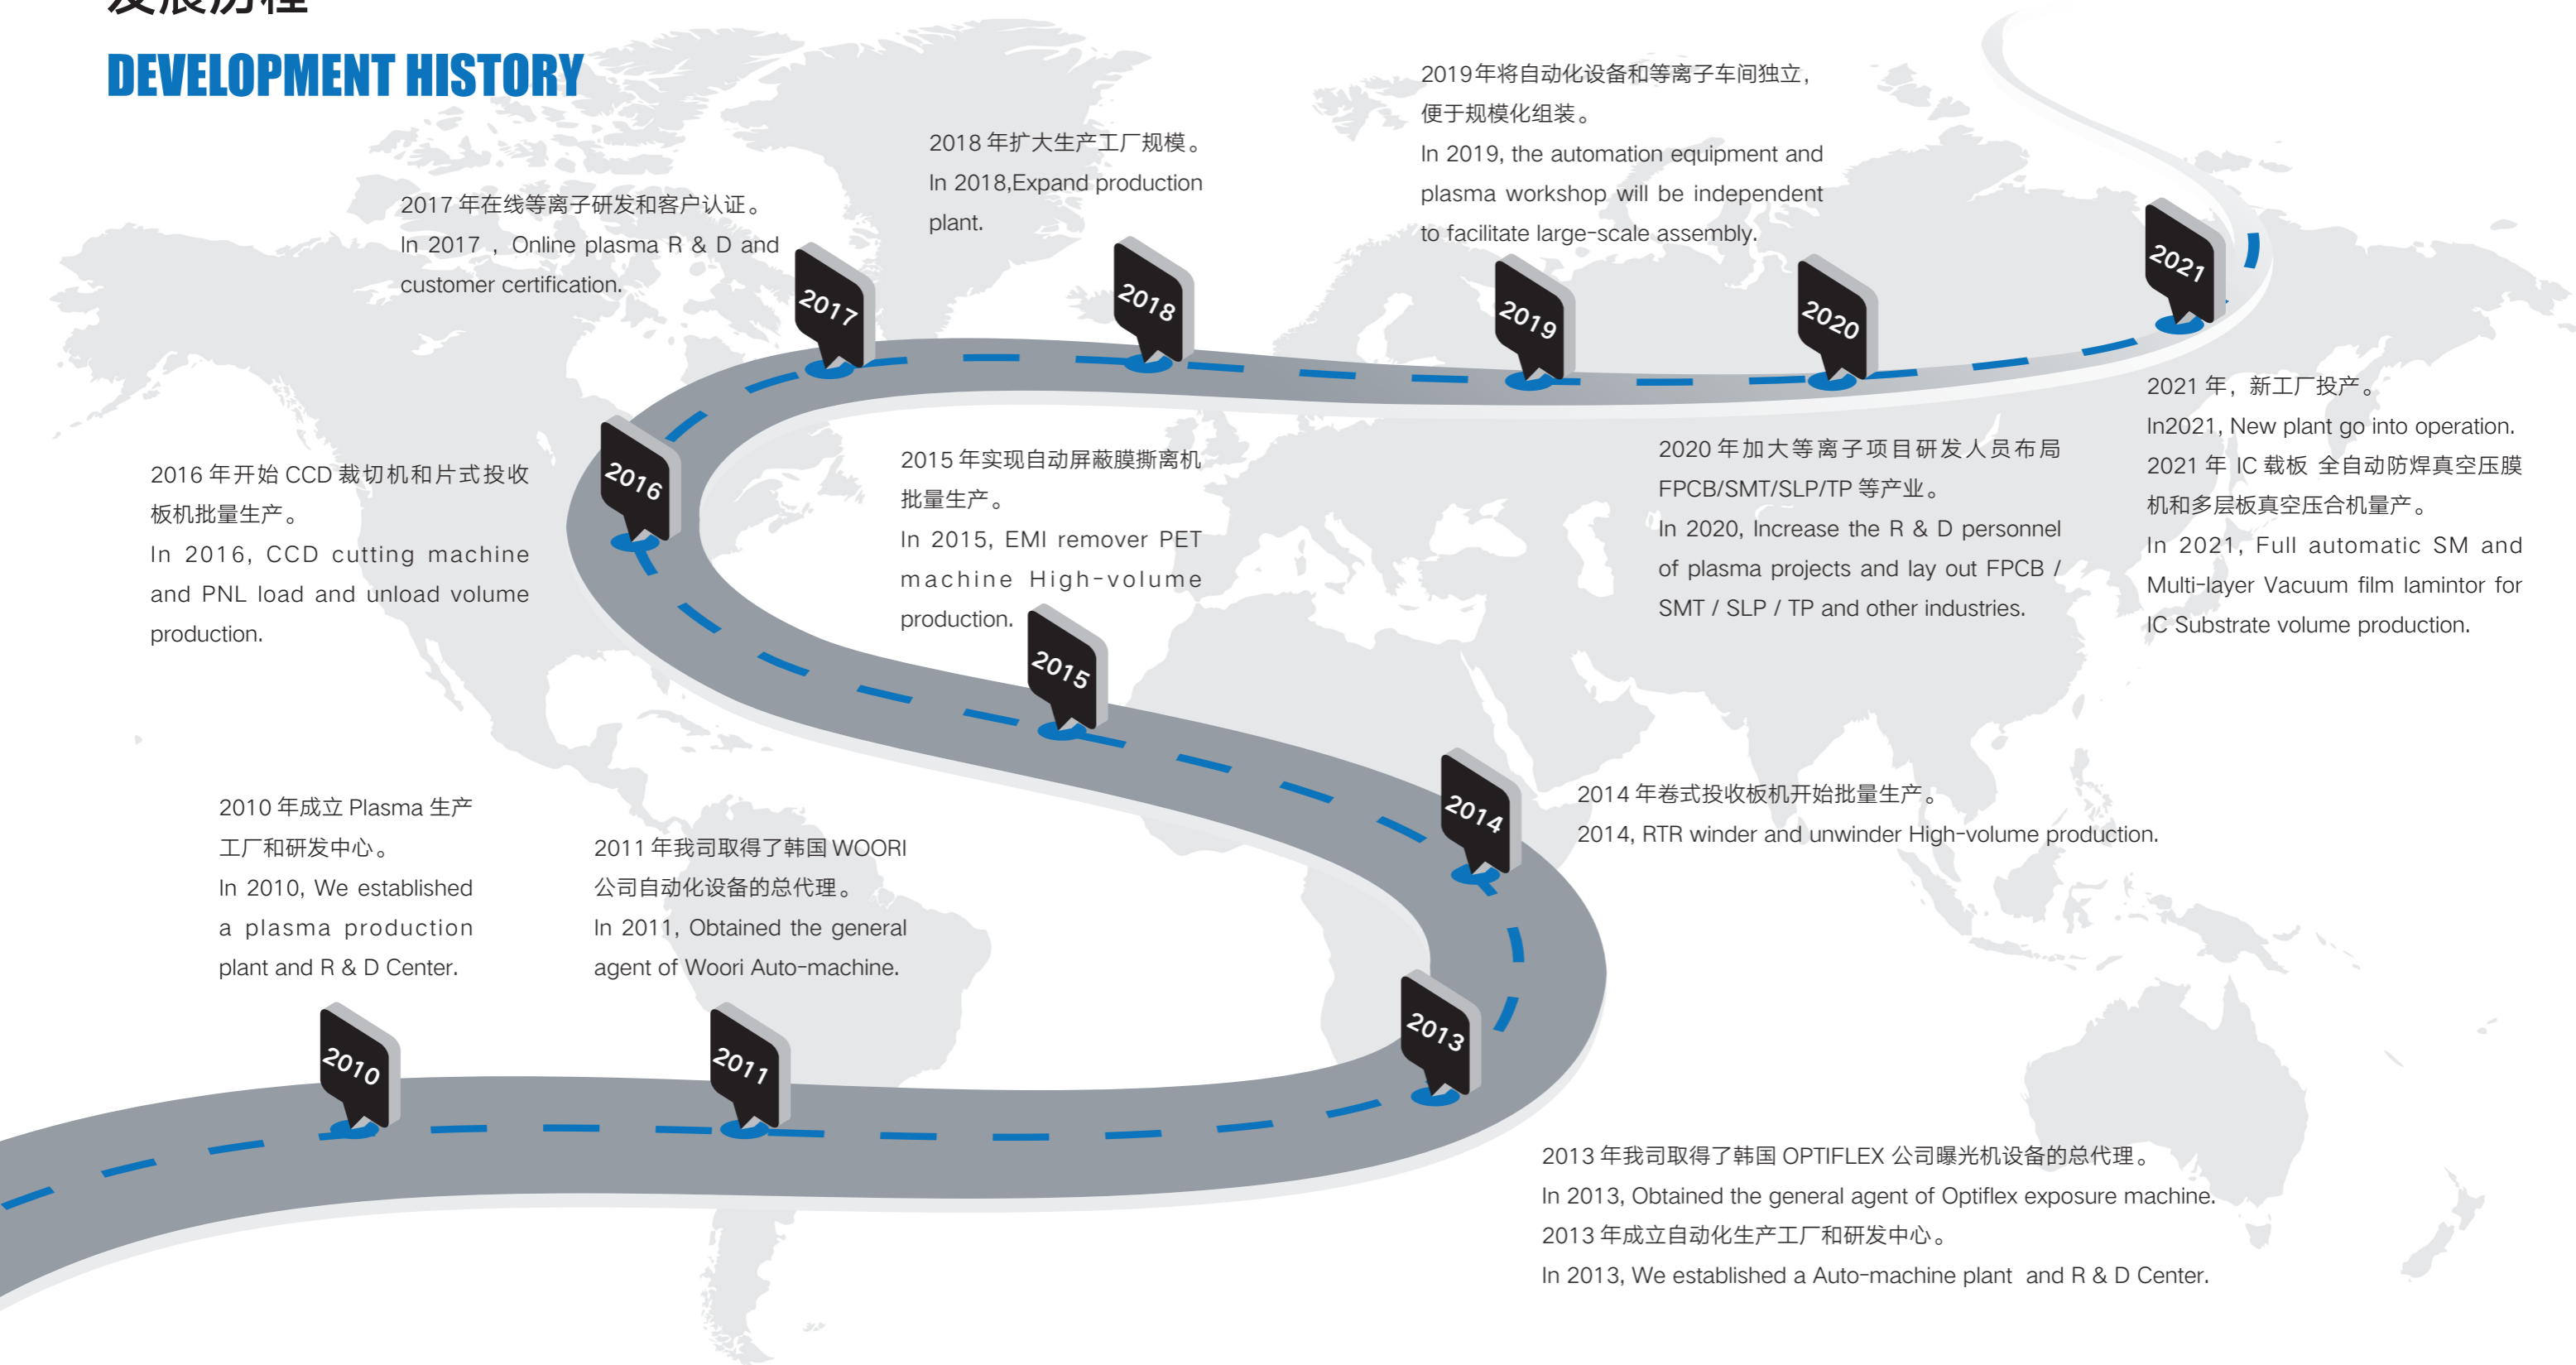 发展历程
DEVELOPMENT HISTORY
2010 年成立 Plasma 生产
工厂和研发中心。
In 2010, We established
a plasma production
plant and R & D Center.
2010
2011 年我司取得了韩国 WOORI
公司自动化设备的总代理。
In 2011, Obtained the general
agent of Woori Auto-machine.
2011
2013
2013 年我司取得了韩国 OPTIFLEX 公司曝光机设备的总代理。
In 2013, Obtained the general agent of Optiflex exposure machine.
2013 年成立自动化生产工厂和研发中心。
In 2013, We established a Auto-machine plant and R & D Center.
2014
2014 年卷式投收板机开始批量生产。
2014, RTR winder and unwinder High-volume production.
2015 年实现自动屏蔽膜撕离机
批量生产。
In 2015, EMI remover PET
machine High-volume
production.
2015
2016
2016 年开始 CCD 裁切机和片式投收
板机批量生产。
In 2016, CCD cutting machine
and PNL load and unload volume
production.
2017 年在线等离子研发和客户认证。
In 2017 , Online plasma R & D and
customer certification.
2017
2018 年扩大生产工厂规模。
In 2018,Expand production
plant.
2018
2019年将自动化设备和等离子车间独立，
便于规模化组装。
In 2019, the automation equipment and
plasma workshop will be independent
to facilitate large-scale assembly.
2019
2020
2020 年加大等离子项目研发人员布局
FPCB/SMT/SLP/TP 等产业。
In 2020, Increase the R & D personnel
of plasma projects and lay out FPCB /
SMT / SLP / TP and other industries.
2021
2021 年，新工厂投产。
In2021, New plant go into operation.
2021 年 IC 载板 全自动防焊真空压膜
机和多层板真空压合机量产。
In 2021, Full automatic SM and
Multi-layer Vacuum film lamintor for
IC Substrate volume production.